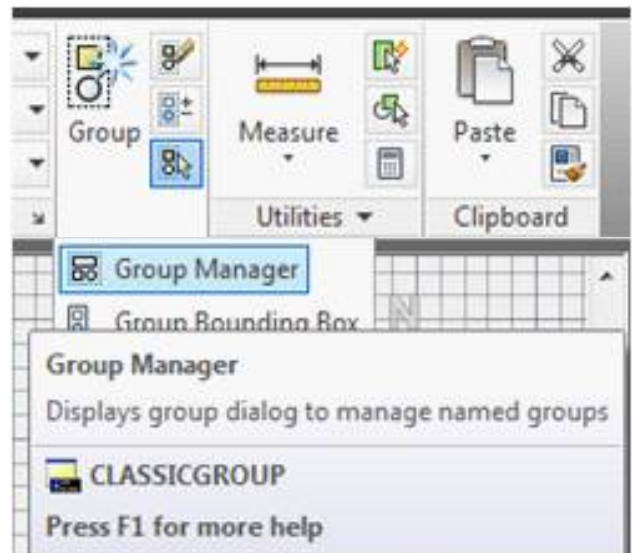 Group
Measure
Paste
Utilities
Clipboard
Group Manager
Group Bounding Box
N
Group Manager
Displays group dialog to manage named groups
CLASSICGROUP
Press F1 for more help